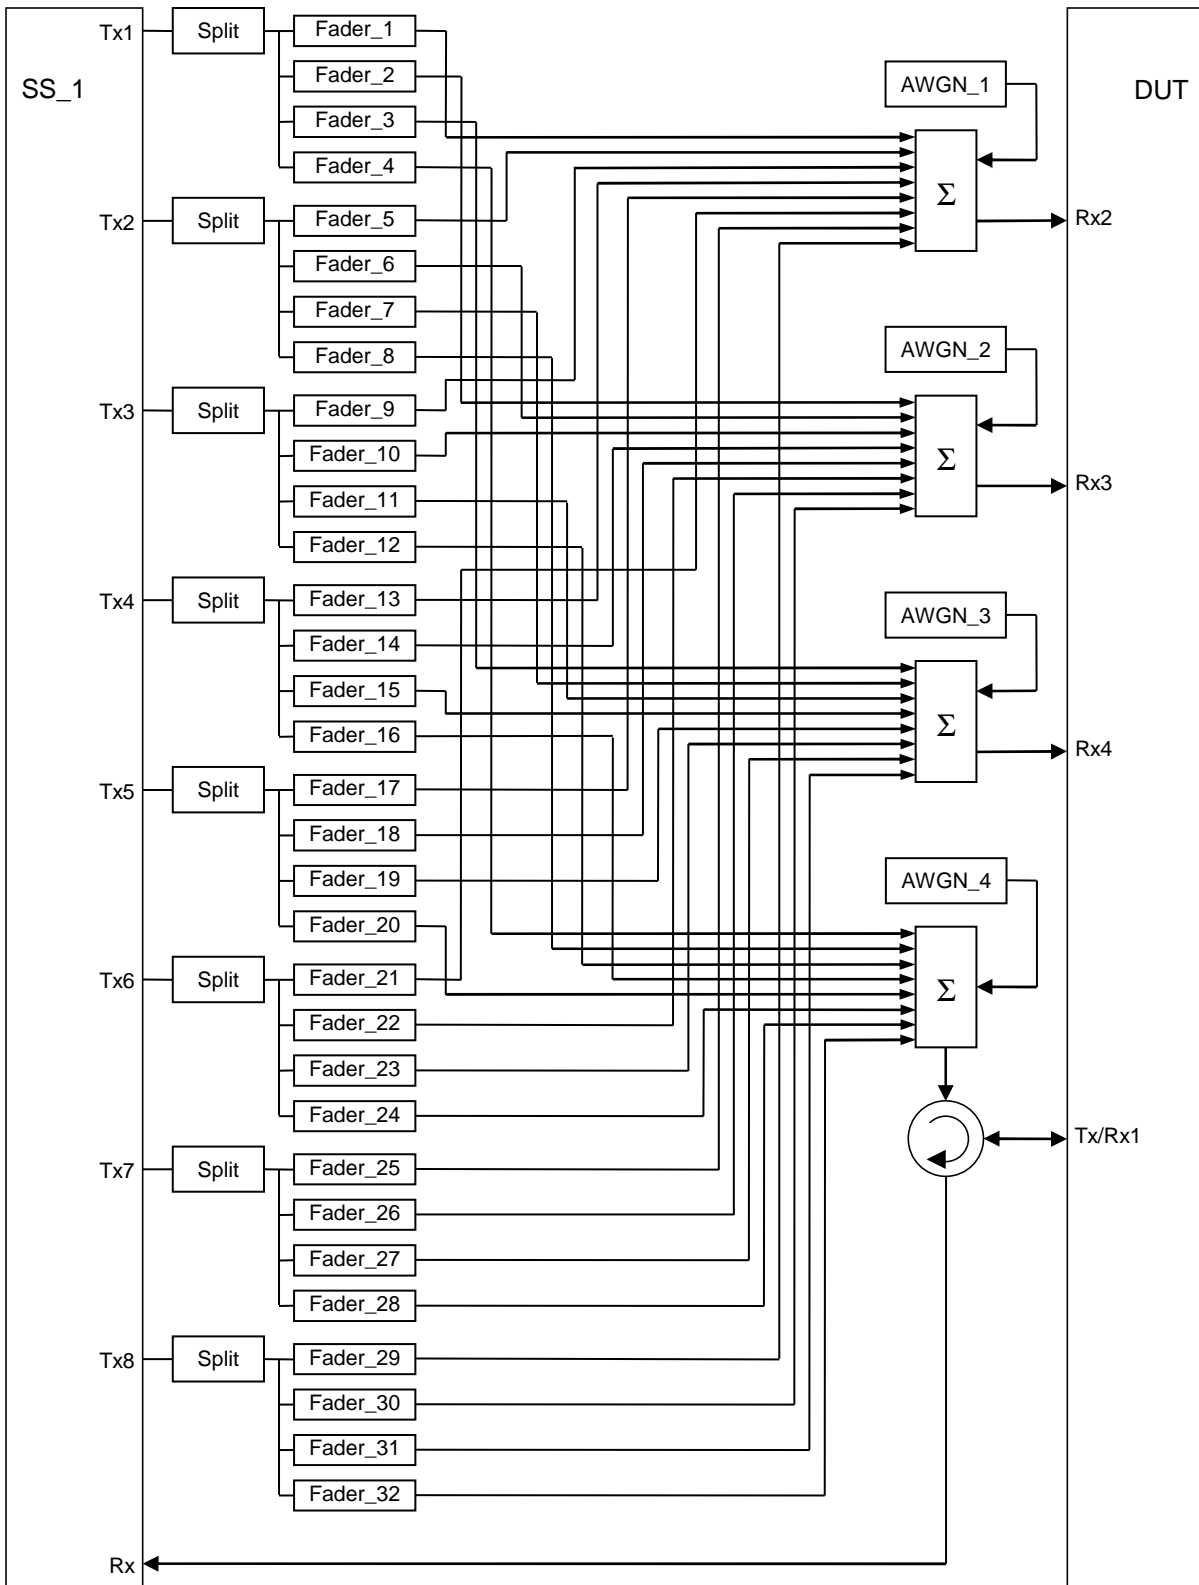 SS_1
DUT
Tx1
Split
Fader_1
Fader_2
Fader_3
Fader_4
AWGN_1
Σ
Rx2
Tx2
Split
Fader_5
Fader_6
Fader_7
Fader_8
AWGN_2
Σ
Rx3
Tx3
Split
Fader_9
Fader_10
Fader_11
Fader_12
Tx4
Split
Fader_13
Fader_14
Fader_15
Fader_16
AWGN_3
Σ
Rx4
Tx5
Split
Fader_17
Fader_18
Fader_19
Fader_20
AWGN_4
Σ
Tx6
Split
Fader_21
Fader_22
Fader_23
Fader_24
Tx/Rx1
Tx7
Split
Fader_25
Fader_26
Fader_27
Fader_28
Tx8
Split
Fader_29
Fader_30
Fader_31
Fader_32
Rx